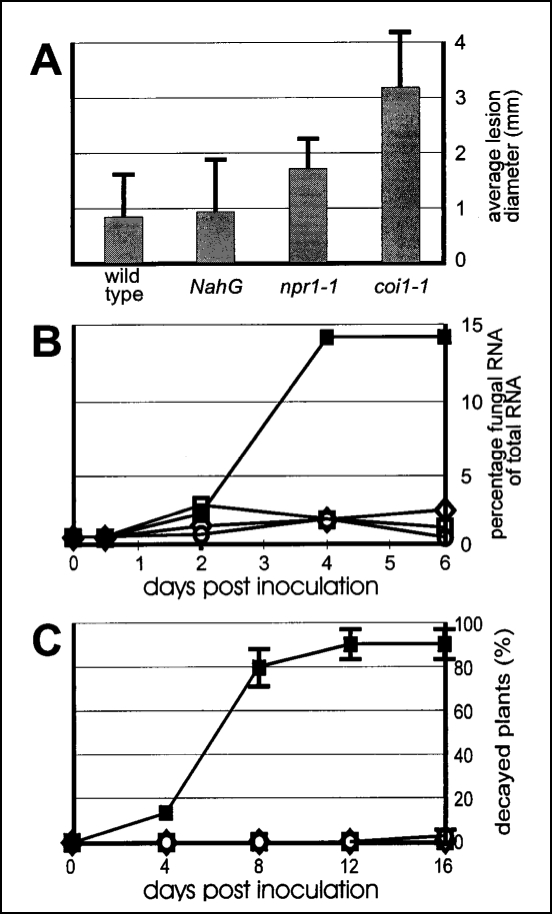 A
4
3
2
1
0
average lesion
diameter (mm)
wild
type
NahG
npr1-1
coi1-1
B
15
10
5
0
percentage fungal RNA
of total RNA
0 1 2 3 4 5 6
days post inoculation
C
100
80
60
40
20
0
decayed plants (%)
0 4 8 12 16
days post inoculation